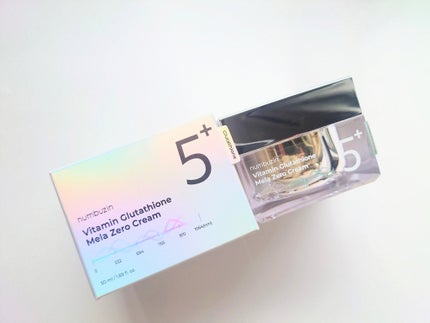 5+
numbuzin
Vitamin Glutathione
Mela Zero Cream
50 ml / 1.69 fl. oz.
Glutathione
5+
numbuzin
Vitamin Glutathione
Mela Zero Cream